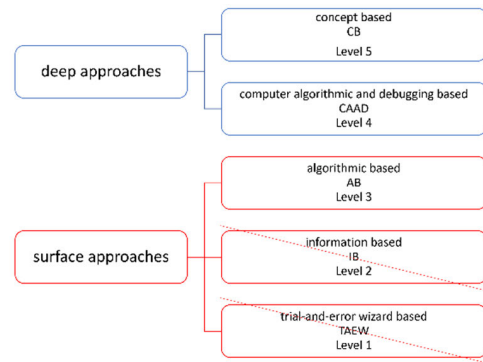 deep approaches
concept based
CB
Level 5
computer algorithmic and debugging based
CAAD
Level 4
surface approaches
algorithmic based
AB
Level 3
information based
IB
Level 2
trial-and-error wizard based
TAEW
Level 1